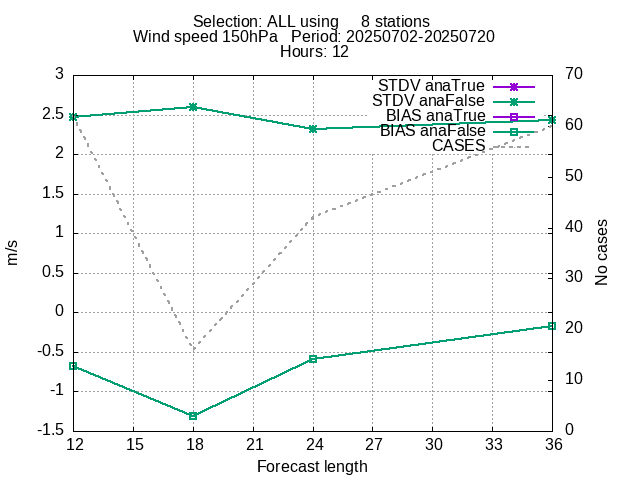 Selection: ALL using 8 stations
Wind speed 150hPa Period: 20250702-20250720
Hours: 12
STDV anaTrue
STDV anaFalse
BIAS anaTrue
BIAS anaFalse
CASES
3
2.5
2
1.5
1
0.5
0
-0.5
-1
-1.5
m/s
70
60
50
40
30
20
10
0
No cases
12 15 18 21 24 27 30 33 36
Forecast length